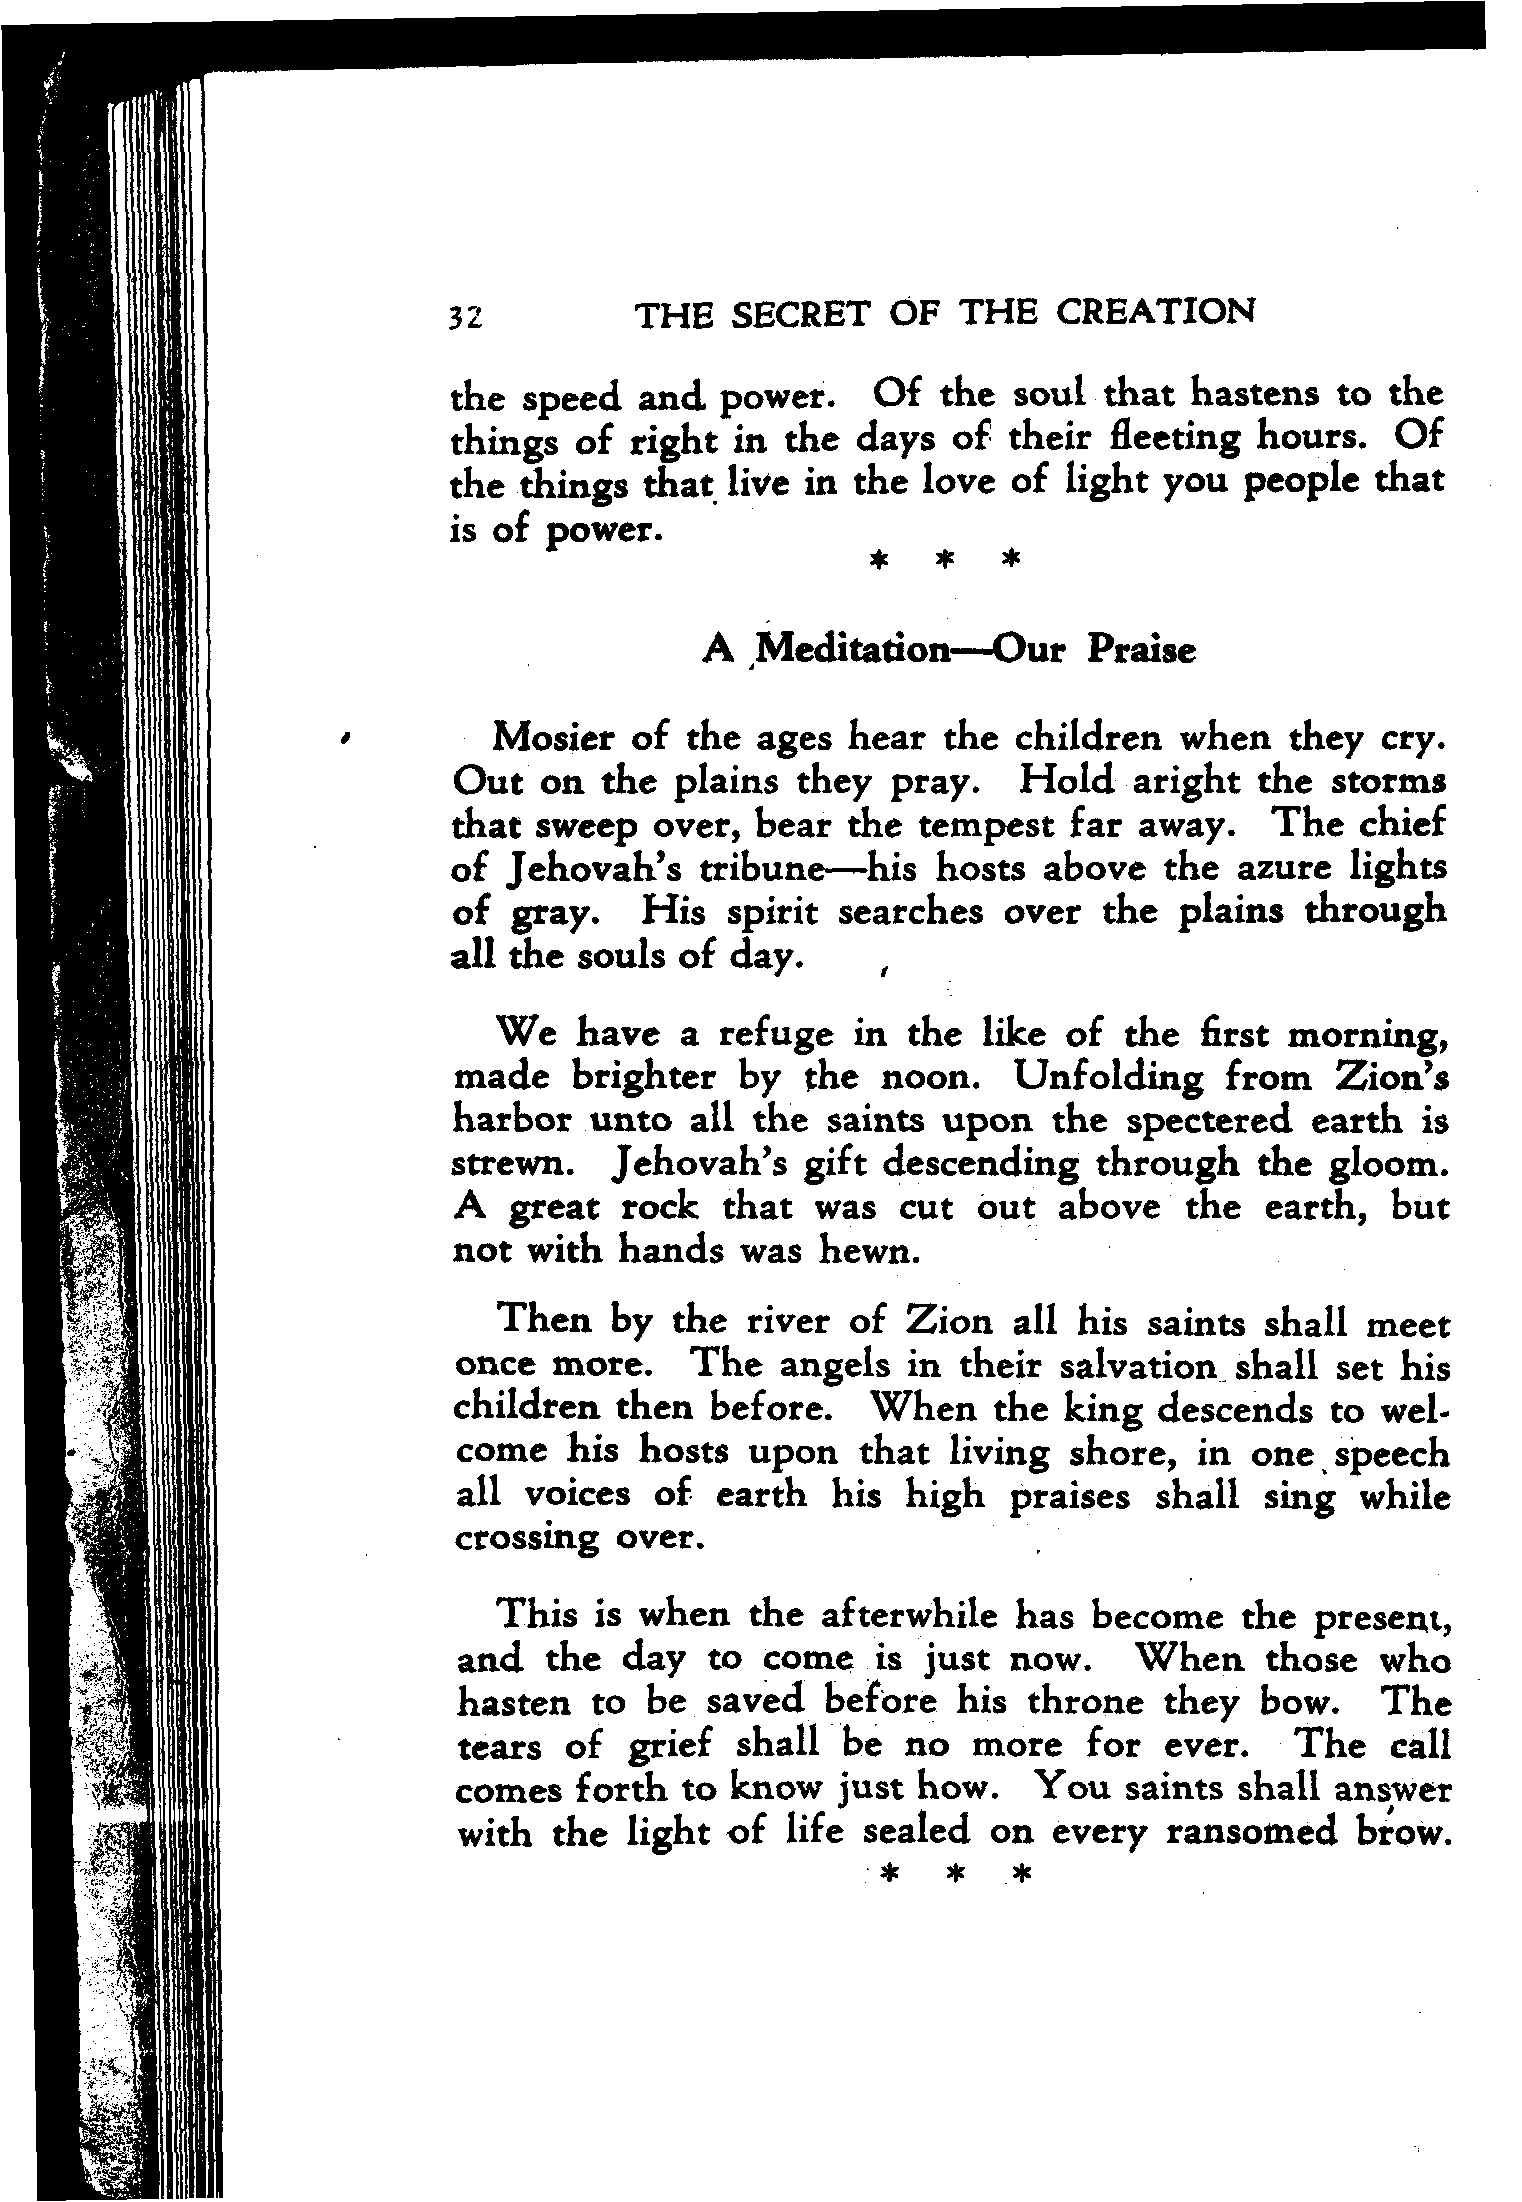 32 THE SECRET OF THE CREATION
the speed and power. Of the soul that hastens to the
things of right in the days of their fleeting hours. Of
the things that live in the love of light you people that
is of power.
* * *
A Meditation—Our Praise
Mosier of the ages hear the children when they cry.
Out on the plains they pray. Hold aright the storms
that sweep over, bear the tempest far away. The chief
of Jehovah's tribune—his hosts above the azure lights
of gray. His spirit searches over the plains through
all the souls of day.
We have a refuge in the like of the first morning,
made brighter by the noon. Unfolding from Zion's
harbor unto all the saints upon the spectered earth is
strewn. Jehovah's gift descending through the gloom.
A great rock that was cut out above the earth, but
not with hands was hewn.
Then by the river of Zion all his saints shall meet
once more. The angels in their salvation shall set his
children then before. When the king descends to wel-
come his hosts upon that living shore, in one speech
all voices of earth his high praises shall sing while
crossing over.
This is when the afterwhile has become the present,
and the day to come is just now. When those who
hasten to be saved before his throne they bow. The
tears of grief shall be no more for ever. The call
comes forth to know just how. You saints shall answer
with the light of life sealed on every ransomed brow.
* * *